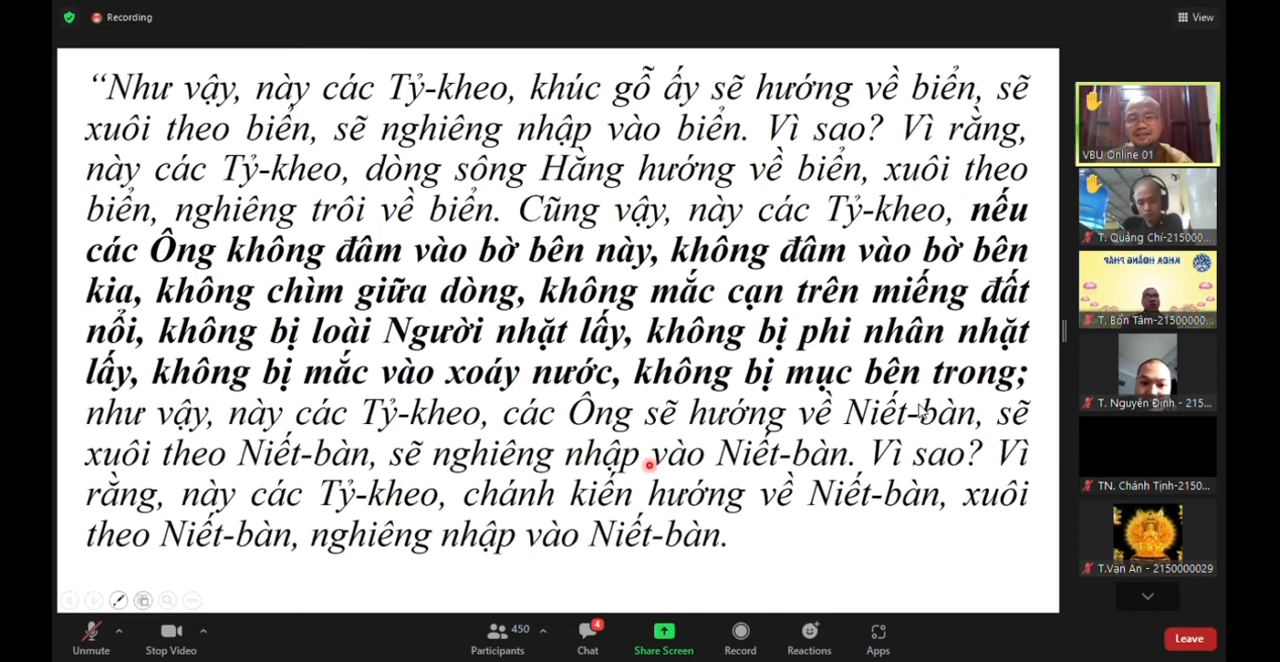 Recording
View
“Như vậy, này các Tỷ-kheo, khúc gỗ ấy sẽ hướng về biển, sẽ
xuôi theo biển, sẽ nghiêng nhập vào biển. Vì sao? Vì rằng,
này các Tỷ-kheo, dòng sông Hằng hướng về biển, xuôi theo
biển, nghiêng trôi về biển. Cũng vậy, này các Tỷ-kheo, nếu
các Ông không đâm vào bờ bên này, không đâm vào bờ bên
kia, không chìm giữa dòng, không mắc cạn trên miếng đất
nổi, không bị loài Người nhặt lấy, không bị phi nhân nhặt
lấy, không bị mắc vào xoáy nước, không bị mục bên trong;
như vậy, này các Tỷ-kheo, các Ông sẽ hướng về Niết-bàn, sẽ
xuôi theo Niết-bàn, sẽ nghiêng nhập vào Niết-bàn. Vì sao? Vì
rằng, này các Tỷ-kheo, chánh kiến hướng về Niết-bàn, xuôi
theo Niết-bàn, nghiêng nhập vào Niết-bàn.
VBU Online 01
T. Quảng Chí-215000...
KHOA HOẰNG PHÁP
T. Bổn Tâm-21500000...
T. Nguyên Định - 215...
TN. Chánh Tịnh-2150...
T.Vạn An - 2150000029
Unmute
Stop Video
450
Participants
4
Chat
Share Screen
Record
Reactions
Apps
Leave